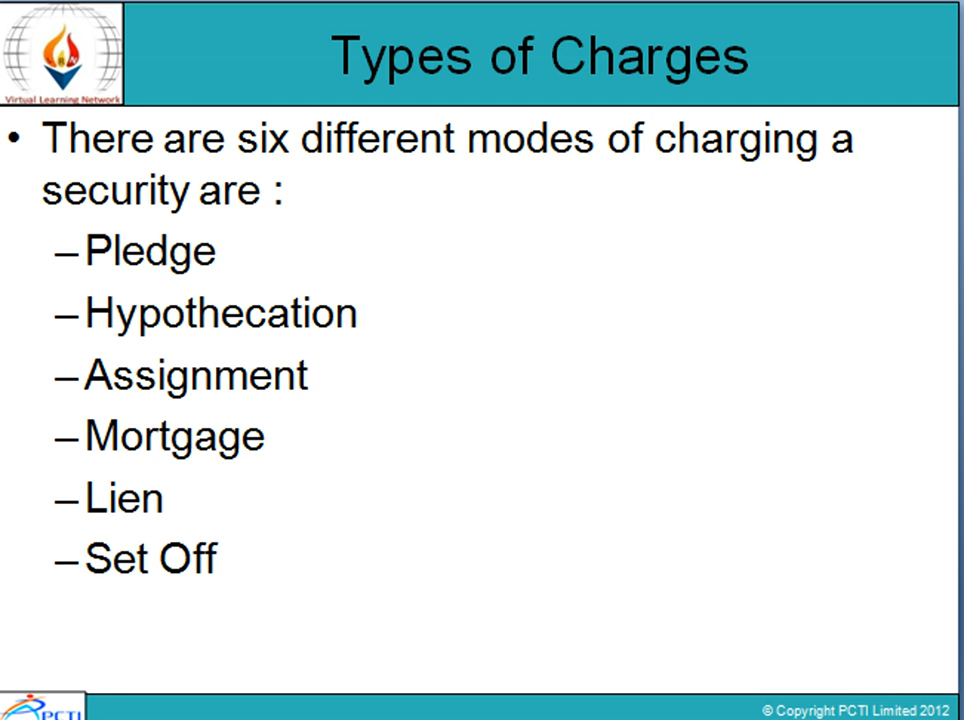 Types of Charges
Virtual Learning Network
• There are six different modes of charging a
security are :
–Pledge
–Hypothecation
–Assignment
–Mortgage
–Lien
–Set Off
PCTI
© Copyright PCTI Limited 2012